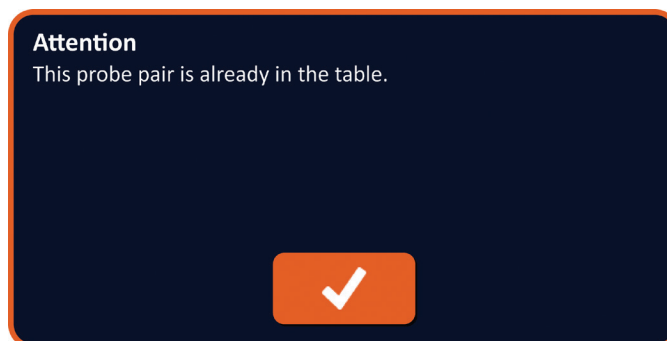 Attention
This probe pair is already in the table.